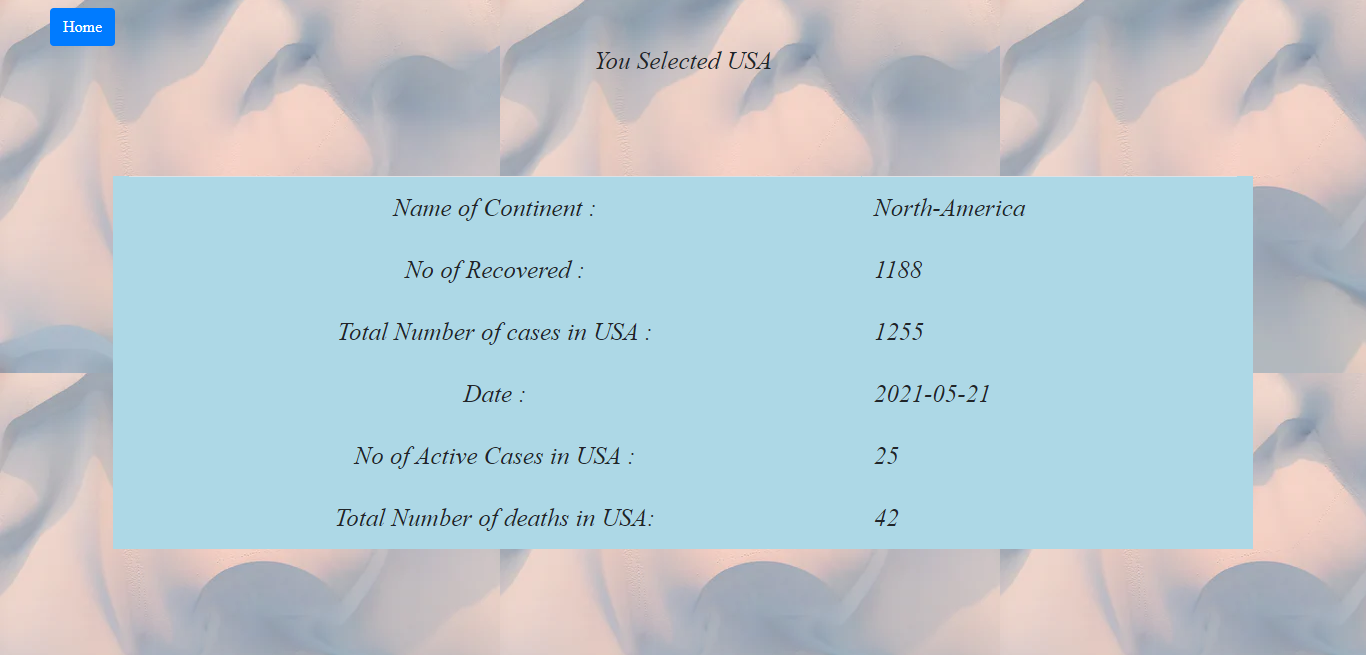 Home
You Selected USA
Name of Continent : North-America
No of Recovered : 1188
Total Number of cases in USA : 1255
Date : 2021-05-21
No of Active Cases in USA : 25
Total Number of deaths in USA: 42